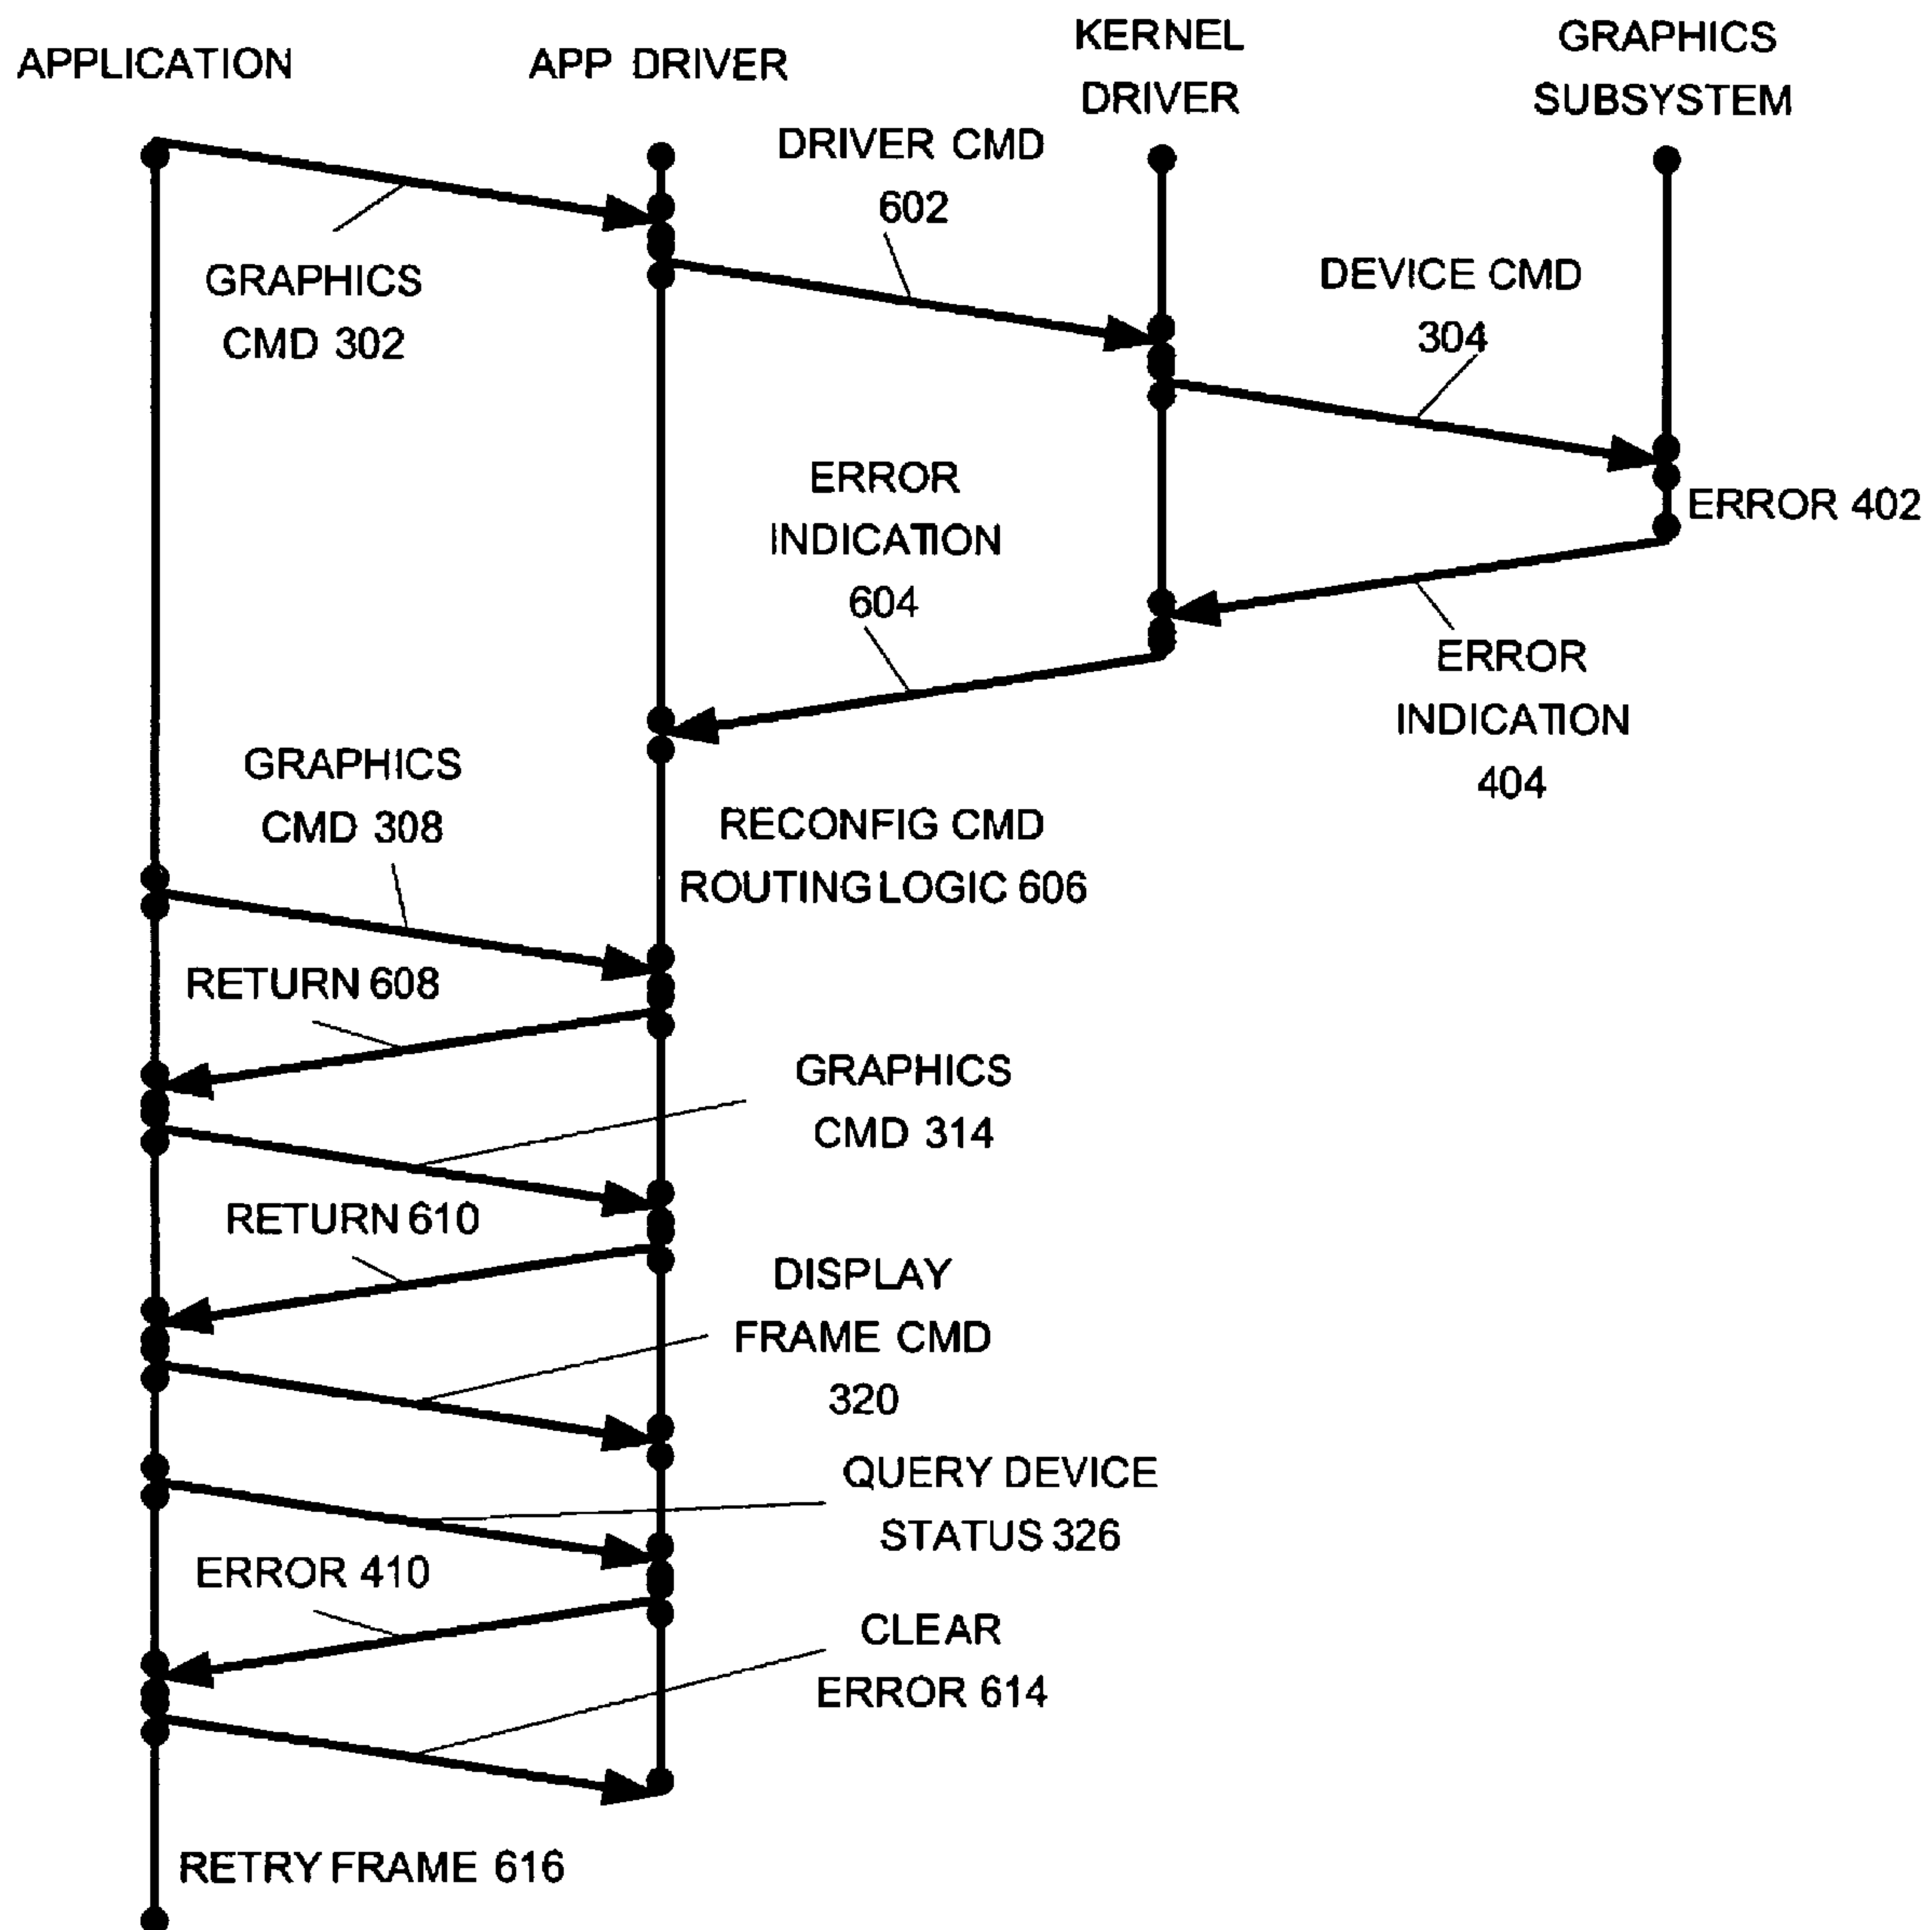 APPLICATION
APP DRIVER
KERNEL
DRIVER
GRAPHICS
SUBSYSTEM
DRIVER CMD
602
GRAPHICS
CMD 302
DEVICE CMD
304
ERROR
INDICATION
604
ERROR 402
ERROR
INDICATION
404
GRAPHICS
CMD 308
RECONFIG CMD
ROUTING LOGIC 606
RETURN 608
GRAPHICS
CMD 314
RETURN 610
DISPLAY
FRAME CMD
320
QUERY DEVICE
STATUS 326
ERROR 410
CLEAR
ERROR 614
RETRY FRAME 616